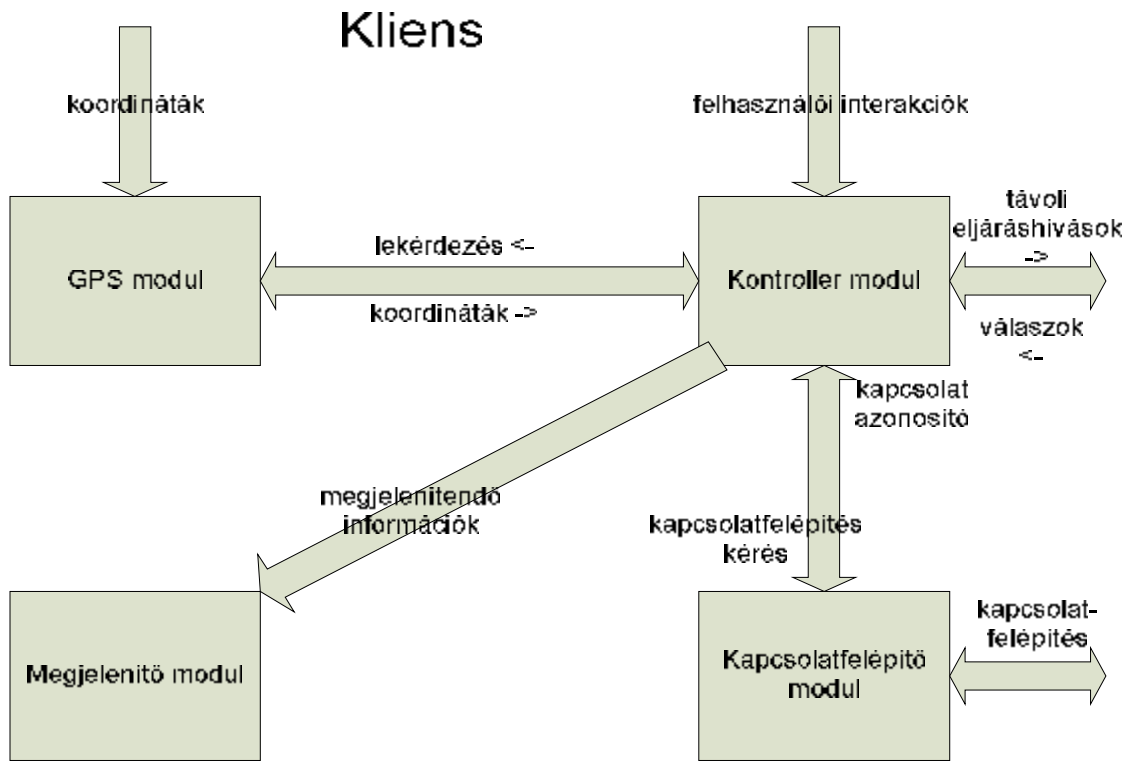 Kliens
koordináták
felhasználói interakciók
távoli
eljáráshívások
->
lekérdezés <-
GPS modul
Kontroller modul
koordináták ->
válaszok
<-
kapcsolat
azonosító
megjelenítendő
információk
kapcsolatfelépítés
kérés
kapcsolat-
felépítés
Megjelenítő modul
Kapcsolatfelépítő
modul